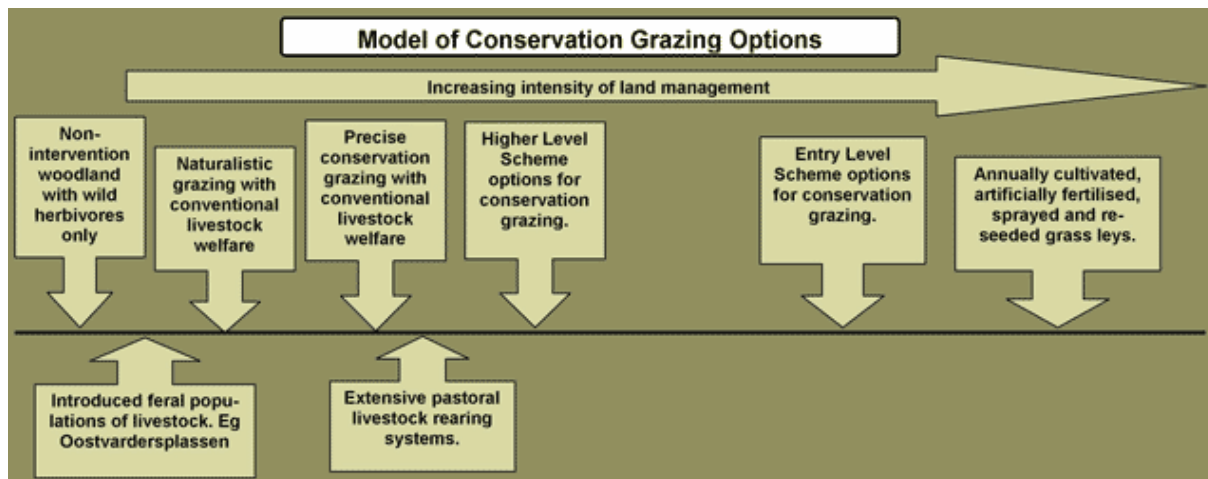 Model of Conservation Grazing Options
Increasing intensity of land management
Non-
intervention
woodland
with wild
herbivores
only
Naturalistic
grazing with
conventional
livestock
welfare
Precise
conservation
grazing with
conventional
livestock
welfare
Higher Level
Scheme
options for
conservation
grazing.
Entry Level
Scheme options
for conservation
grazing.
Annually cultivated,
artificially fertilised,
sprayed and re-
seeded grass leys.
Introduced feral popu-
lations of livestock. Eg
Oostvardersplassen
Extensive pastoral
livestock rearing
systems.